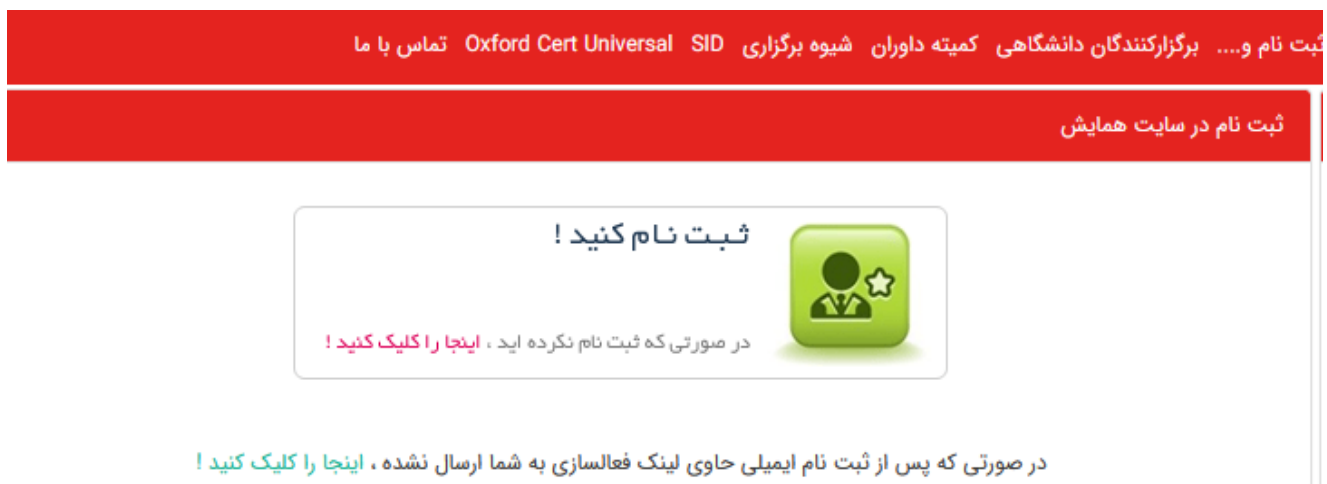 ثبت نام و.... برگزارکنندگان دانشگاهی کمیته داوران شیوه برگزاری SID Oxford Cert Universal تماس با ما
ثبت نام در سایت همایش
ثبت نام کنید !
در صورتی که ثبت نام نکرده اید ، اینجا را کلیک کنید !
در صورتی که پس از ثبت نام ایمیلی حاوی لینک فعالسازی به شما ارسال نشده ، اینجا را کلیک کنید !